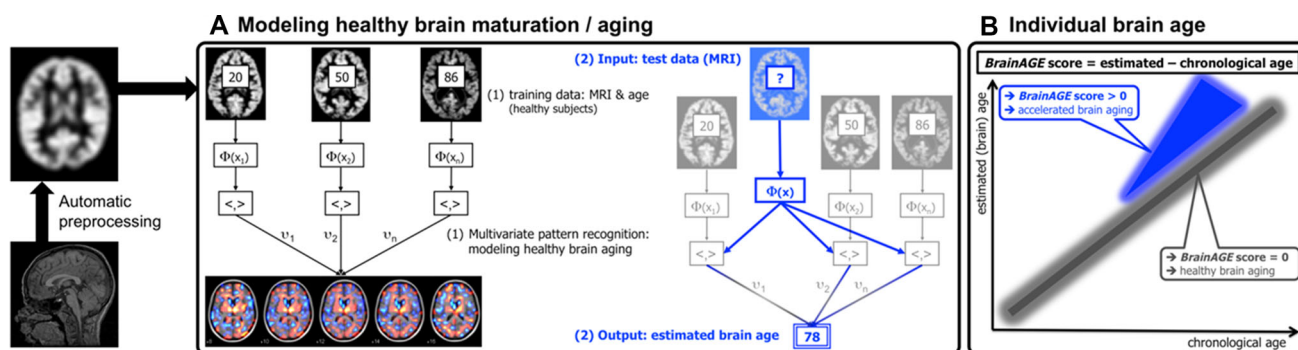 A Modeling healthy brain maturation / aging
20 50 86
(1) training data: MRI & age
(healthy subjects)
Φ(x₁) Φ(x₂) Φ(xₙ)
<,> <,> <,>
υ₁ υ₂ υₙ
(1) Multivariate pattern recognition:
modeling healthy brain aging
Automatic
preprocessing
(2) Input: test data (MRI)
?
20 50 86
Φ(x)
Φ(x₁) Φ(x₂) Φ(xₙ)
<,> <,> <,>
υ₁ υ₂ υₙ
(2) Output: estimated brain age 78
B Individual brain age
BrainAGE score = estimated – chronological age
→ BrainAGE score > 0
→ accelerated brain aging
estimated (brain) age
→ BrainAGE score = 0
→ healthy brain aging
chronological age